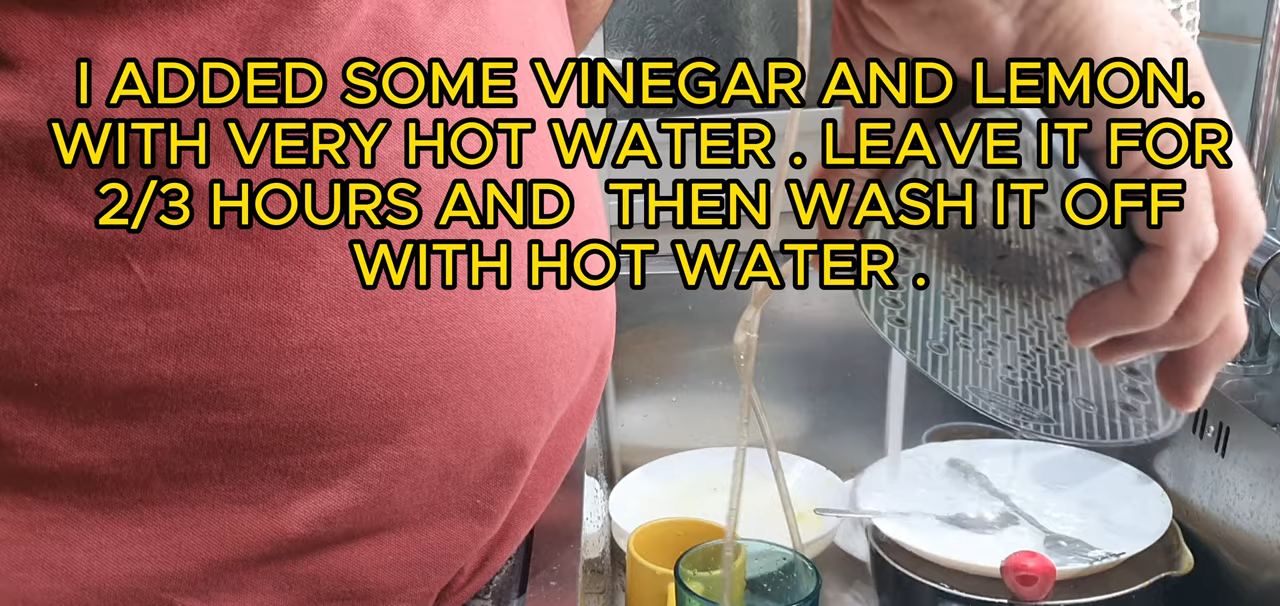 I ADDED SOME VINEGAR AND LEMON.
WITH VERY HOT WATER . LEAVE IT FOR
2/3 HOURS AND THEN WASH IT OFF
WITH HOT WATER .